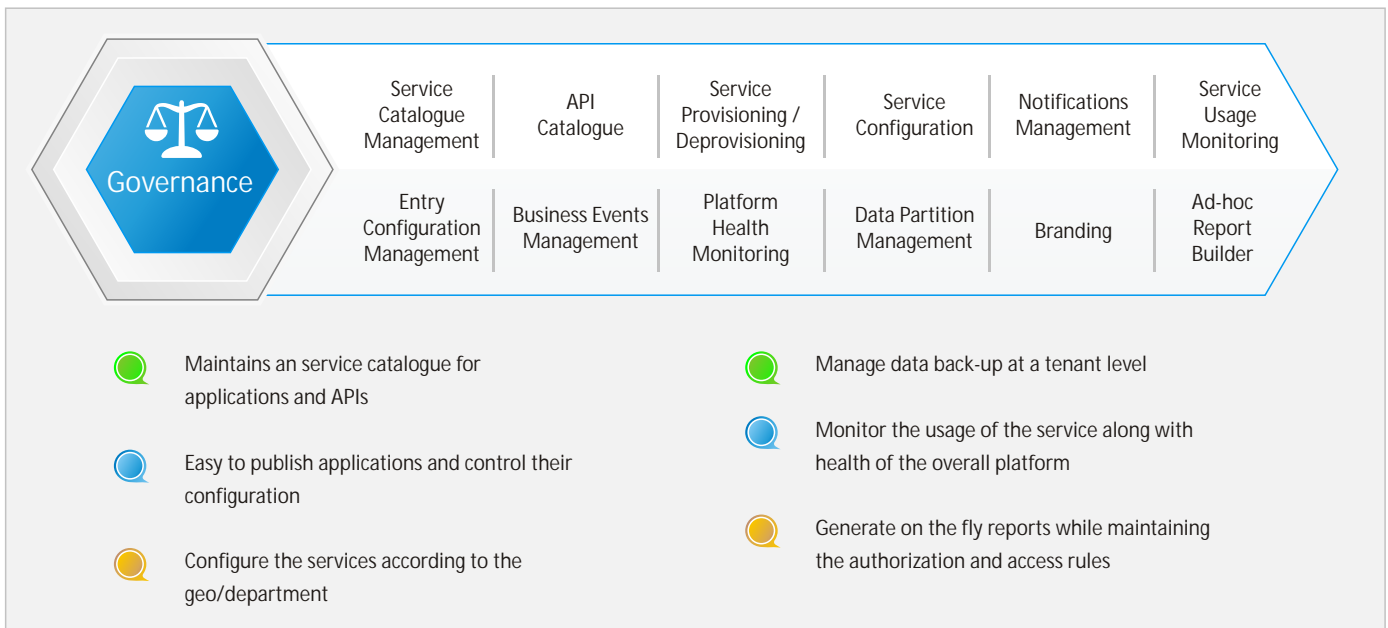 Governance
Service
Catalogue
Management
API
Catalogue
Service
Provisioning /
Deprovisioning
Service
Configuration
Notifications
Management
Service
Usage
Monitoring
Entry
Configuration
Management
Business Events
Management
Platform
Health
Monitoring
Data Partition
Management
Branding
Ad-hoc
Report
Builder
Maintains an service catalogue for
applications and APIs
Easy to publish applications and control their
configuration
Configure the services according to the
geo/department
Manage data back-up at a tenant level
Monitor the usage of the service along with
health of the overall platform
Generate on the fly reports while maintaining
the authorization and access rules